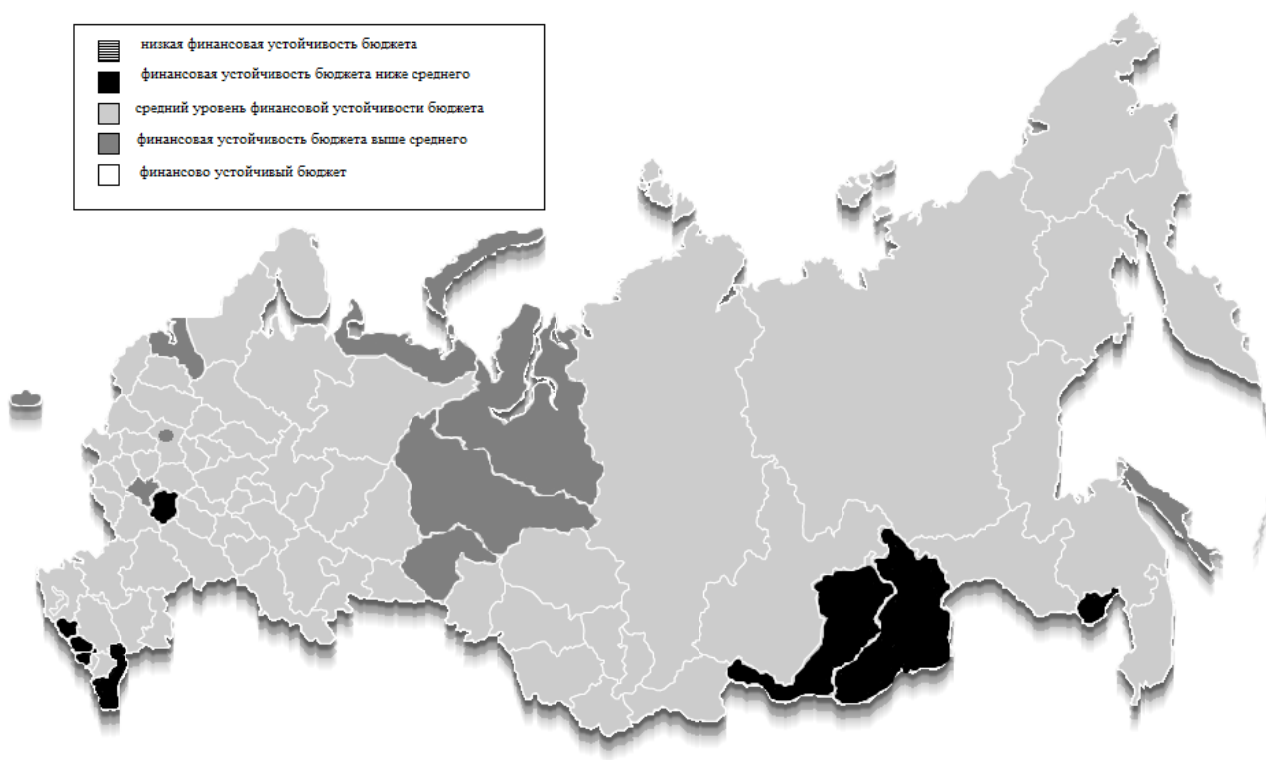 низкая финансовая устойчивость бюджета
финансовая устойчивость бюджета ниже среднего
средний уровень финансовой устойчивости бюджета
финансовая устойчивость бюджета выше среднего
финансово устойчивый бюджет